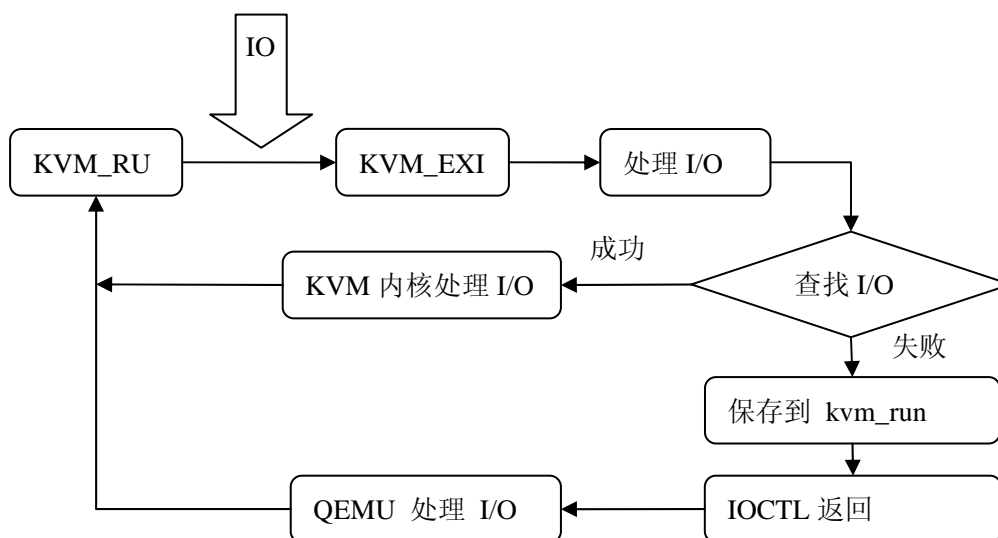 IO
KVM_RU
KVM_EXI
处理 I/O
成功
KVM 内核处理 I/O
查找 I/O
失败
保存到 kvm_run
QEMU 处理 I/O
IOCTL 返回